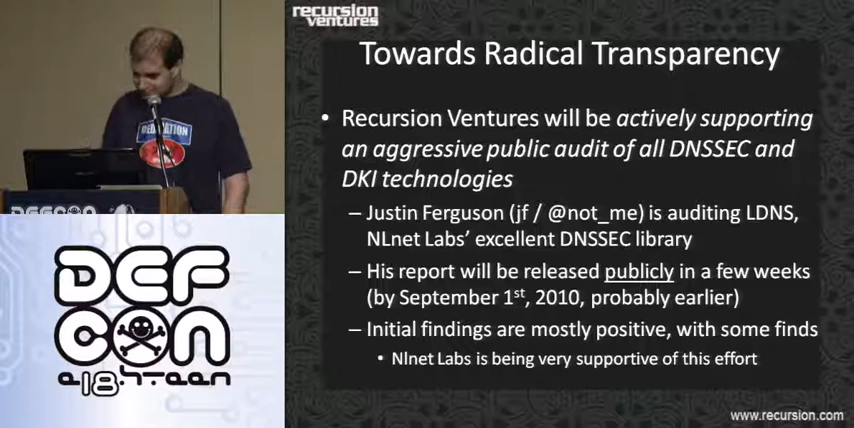 recursion
ventures
Towards Radical Transparency
• Recursion Ventures will be actively supporting
an aggressive public audit of all DNSSEC and
DKI technologies
– Justin Ferguson (jf / @not_me) is auditing LDNS,
NLnet Labs' excellent DNSSEC library
– His report will be released publicly in a few weeks
(by September 1st, 2010, probably earlier)
– Initial findings are mostly positive, with some finds
• Nlnet Labs is being very supportive of this effort
www.recursion.com
DEDICATION
DEFCON
DEF
CON
e18hteen